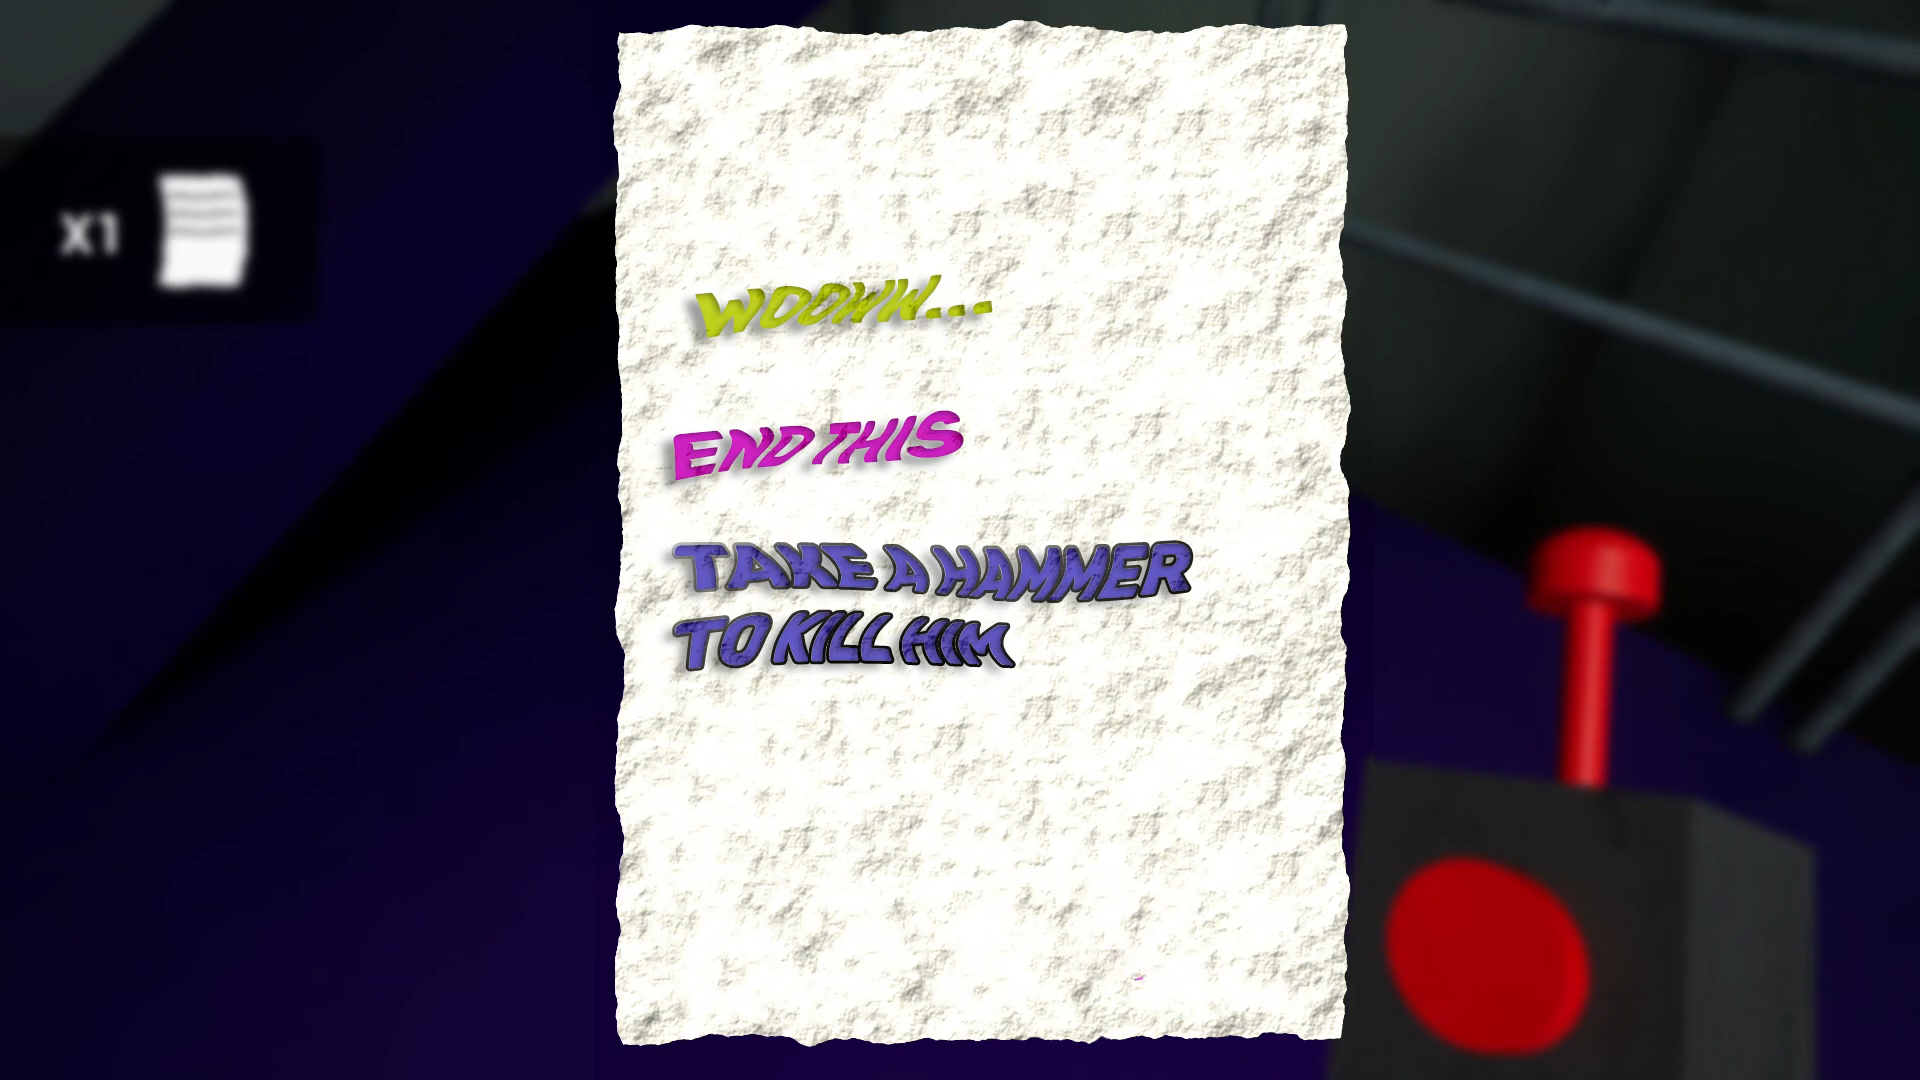 X1
WOOWW...
END THIS
TAKE A HAMMER
TO KILL HIM